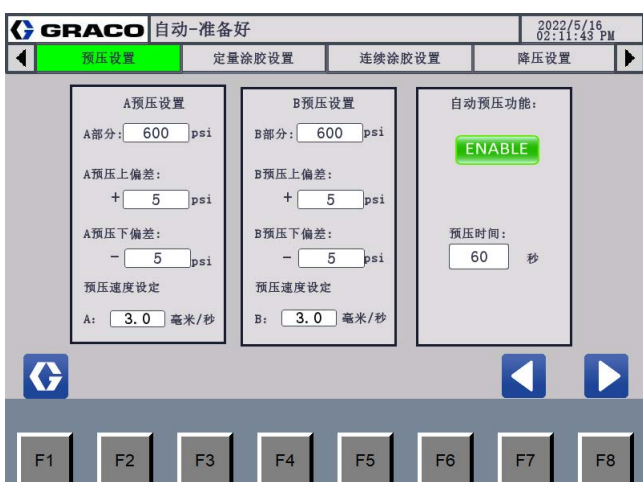 GRACO 自动-准备好 2022/5/16
02:11:43 PM
预压设置 定量涂胶设置 连续涂胶设置 降压设置
A预压设置
A部分: 600 psi
A预压上偏差:
+ 5 psi
A预压下偏差:
- 5 psi
预压速度设定
A: 3.0 毫米/秒
B预压设置
B部分: 600 psi
B预压上偏差:
+ 5 psi
B预压下偏差:
- 5 psi
预压速度设定
B: 3.0 毫米/秒
自动预压功能:
ENABLE
预压时间:
60 秒
F1 F2 F3 F4 F5 F6 F7 F8